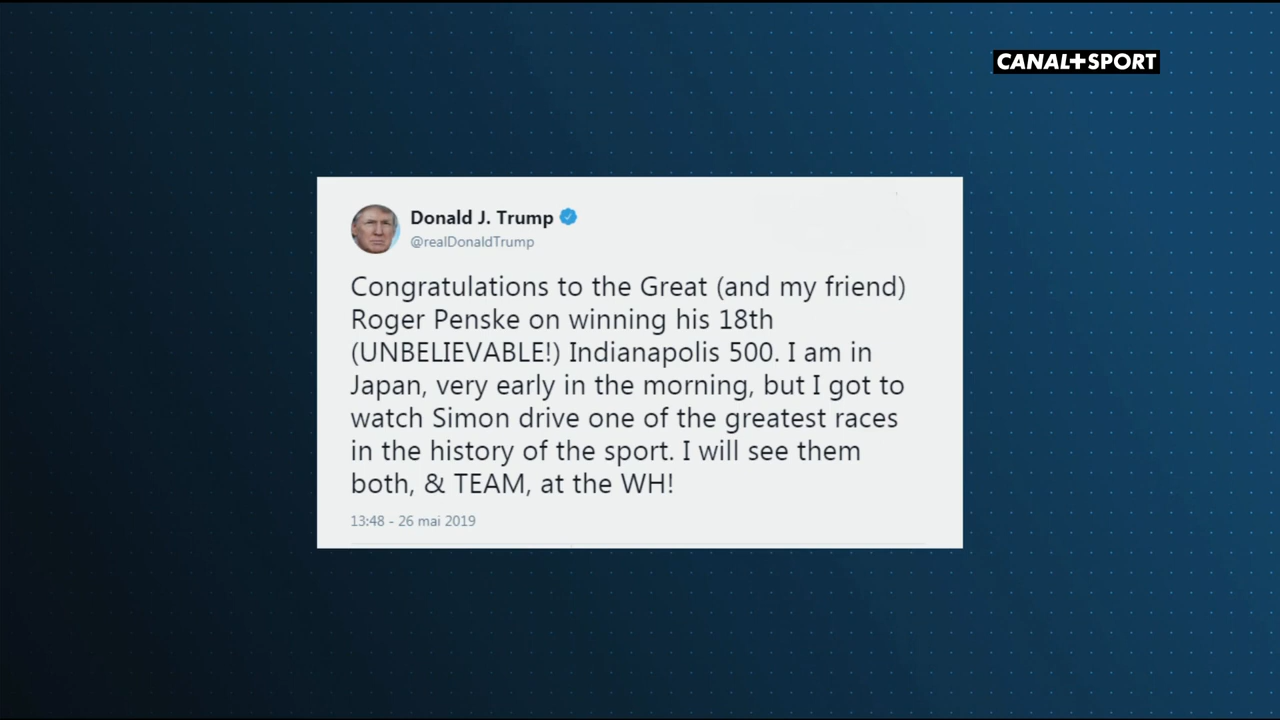 CANAL+SPORT
Donald J. Trump
@realDonaldTrump
Congratulations to the Great (and my friend)
Roger Penske on winning his 18th
(UNBELIEVABLE!) Indianapolis 500. I am in
Japan, very early in the morning, but I got to
watch Simon drive one of the greatest races
in the history of the sport. I will see them
both, & TEAM, at the WH!
13:48 - 26 mai 2019